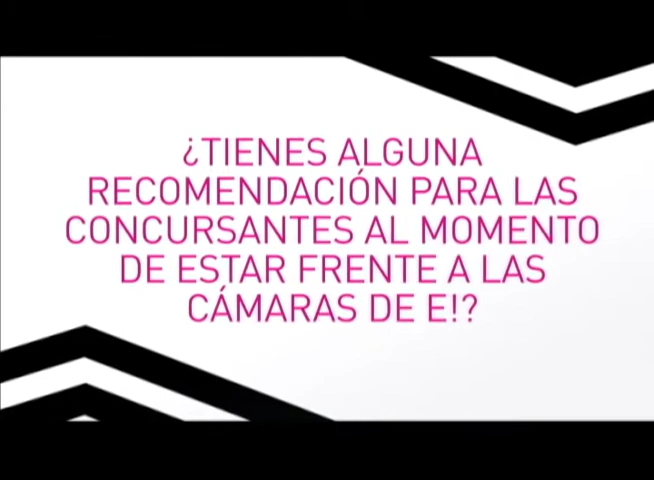 ¿TIENES ALGUNA
RECOMENDACIÓN PARA LAS
CONCURSANTES AL MOMENTO
DE ESTAR FRENTE A LAS
CÁMARAS DE E!?